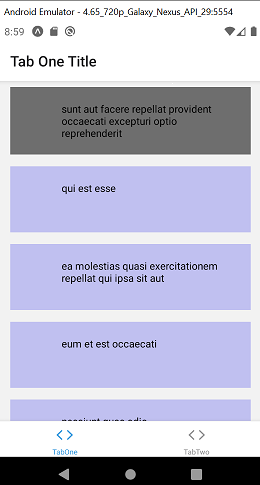 Android Emulator - 4.65_720p_Galaxy_Nexus_API_29:5554
8:59
Tab One Title
sunt aut facere repellat provident
occaecati excepturi optio
reprehenderit
qui est esse
ea molestias quasi exercitationem
repellat qui ipsa sit aut
eum et est occaecati
TabOne
TabTwo